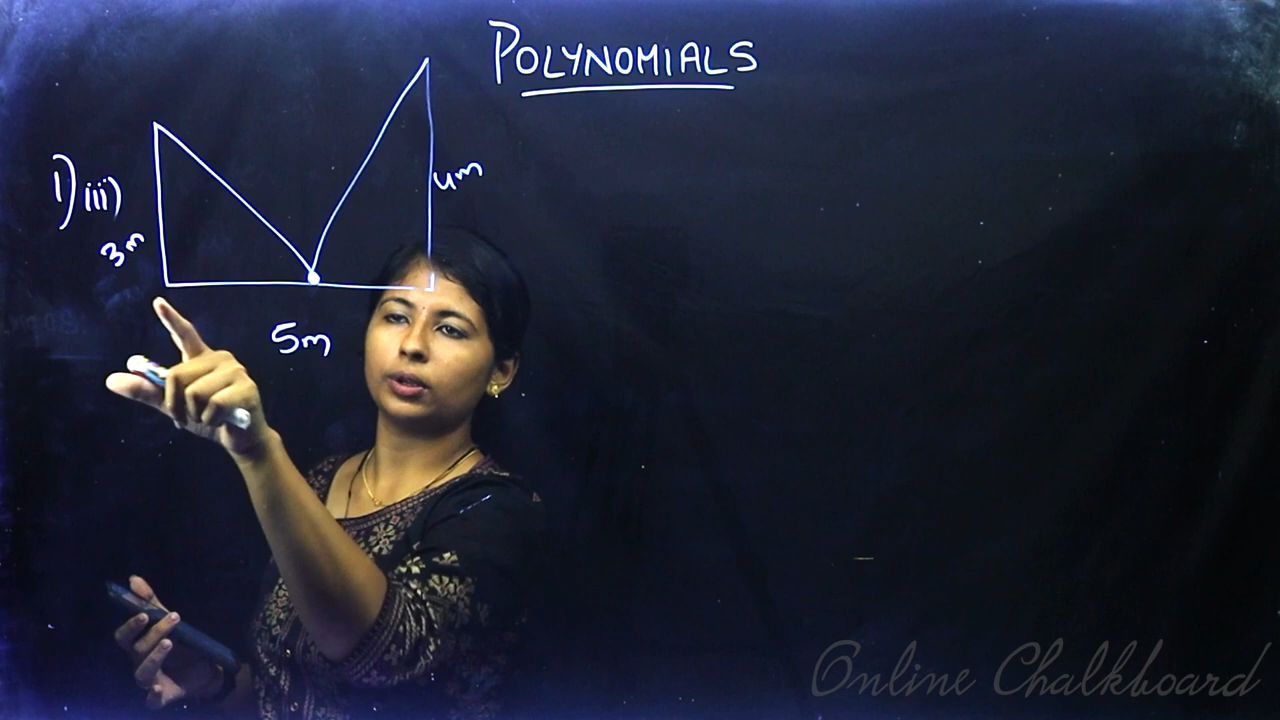 POLYNOMIALS
1) iii)
4m
3m
5m
Online Chalkboard